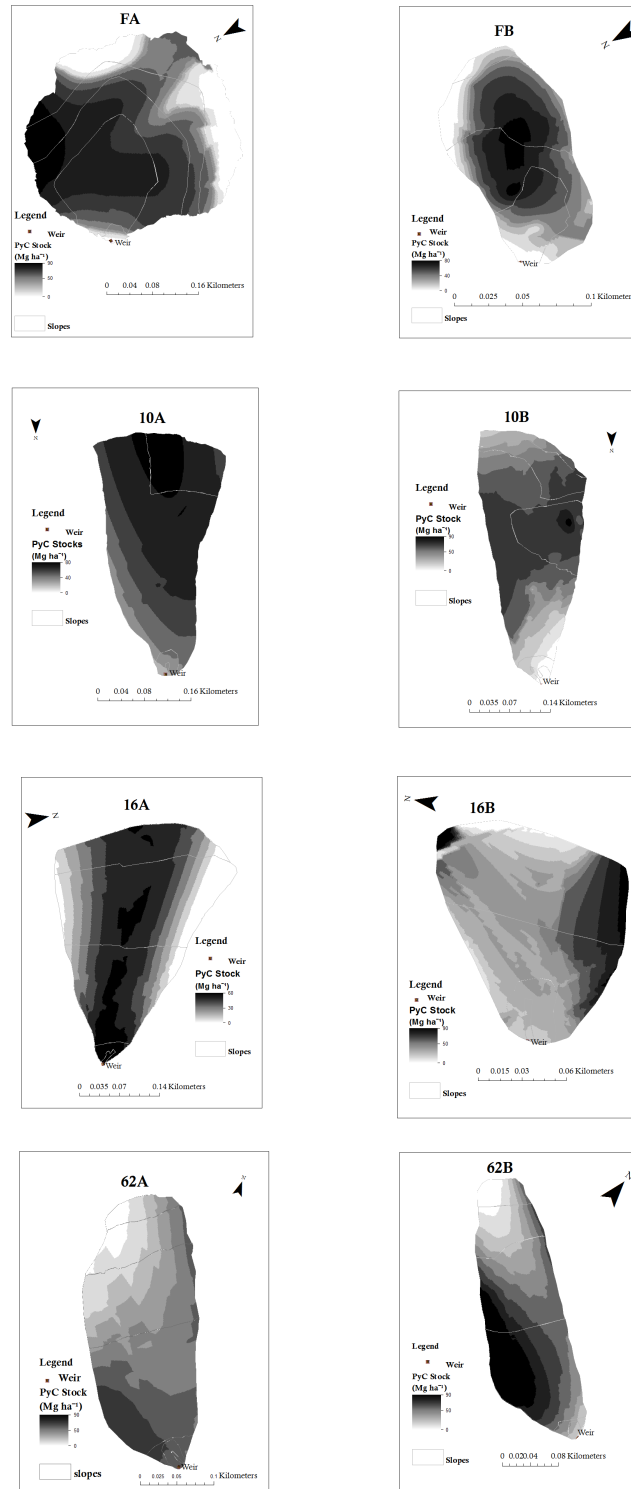 FA
N
Legend
Weir
PyC Stock
(Mg ha⁻¹)
90
50
0
Slopes
Weir
0 0.04 0.08 0.16 Kilometers
FB
N
Legend
Weir
PyC Stock
(Mg ha⁻¹)
80
40
0
Slopes
Weir
0 0.025 0.05 0.1 Kilometers
10A
N
Legend
Weir
PyC Stocks
(Mg ha⁻¹)
80
40
0
Slopes
Weir
0 0.04 0.08 0.16 Kilometers
10B
N
Legend
Weir
PyC Stock
(Mg ha⁻¹)
90
50
0
Slopes
Weir
0 0.035 0.07 0.14 Kilometers
16A
N
Legend
Weir
PyC Stock
(Mg ha⁻¹)
60
30
0
Slopes
Weir
0 0.035 0.07 0.14 Kilometers
16B
N
Legend
Weir
PyC Stock
(Mg ha⁻¹)
90
50
0
Slopes
Weir
0 0.015 0.03 0.06 Kilometers
62A
N
Legend
Weir
PyC Stock
(Mg ha⁻¹)
90
50
0
slopes
Weir
0 0.025 0.05 0.1 Kilometers
62B
N
Legend
Weir
PyC Stock
(Mg ha⁻¹)
90
50
0
Slopes
Weir
0 0.020.04 0.08 Kilometers